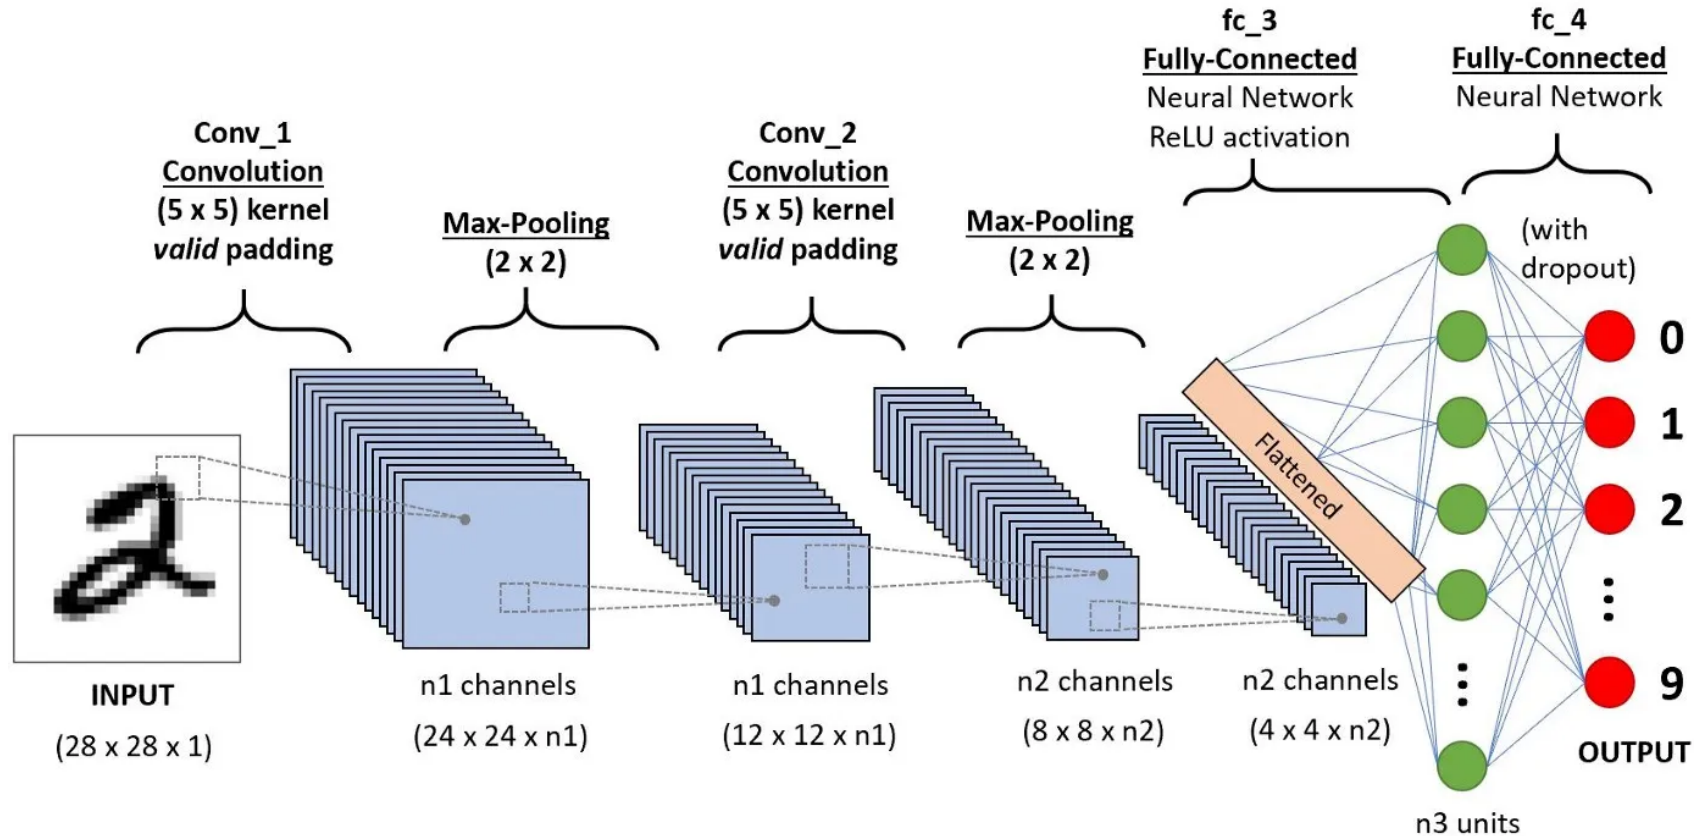 Conv_1
Convolution
(5 x 5) kernel
valid padding
Max-Pooling
(2 x 2)
Conv_2
Convolution
(5 x 5) kernel
valid padding
Max-Pooling
(2 x 2)
fc_3
Fully-Connected
Neural Network
ReLU activation
fc_4
Fully-Connected
Neural Network
(with
dropout)
Flattened
0
1
2
9
OUTPUT
INPUT
(28 x 28 x 1)
n1 channels
(24 x 24 x n1)
n1 channels
(12 x 12 x n1)
n2 channels
(8 x 8 x n2)
n2 channels
(4 x 4 x n2)
n3 units
2